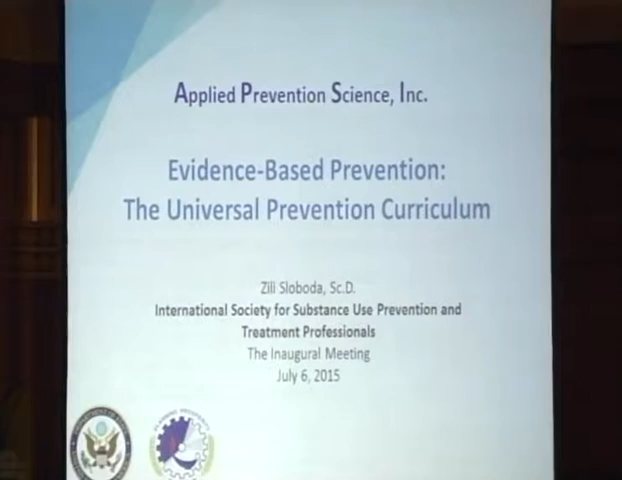 Applied Prevention Science, Inc.
Evidence-Based Prevention:
The Universal Prevention Curriculum
Zili Sloboda, Sc.D.
International Society for Substance Use Prevention and
Treatment Professionals
The Inaugural Meeting
July 6, 2015